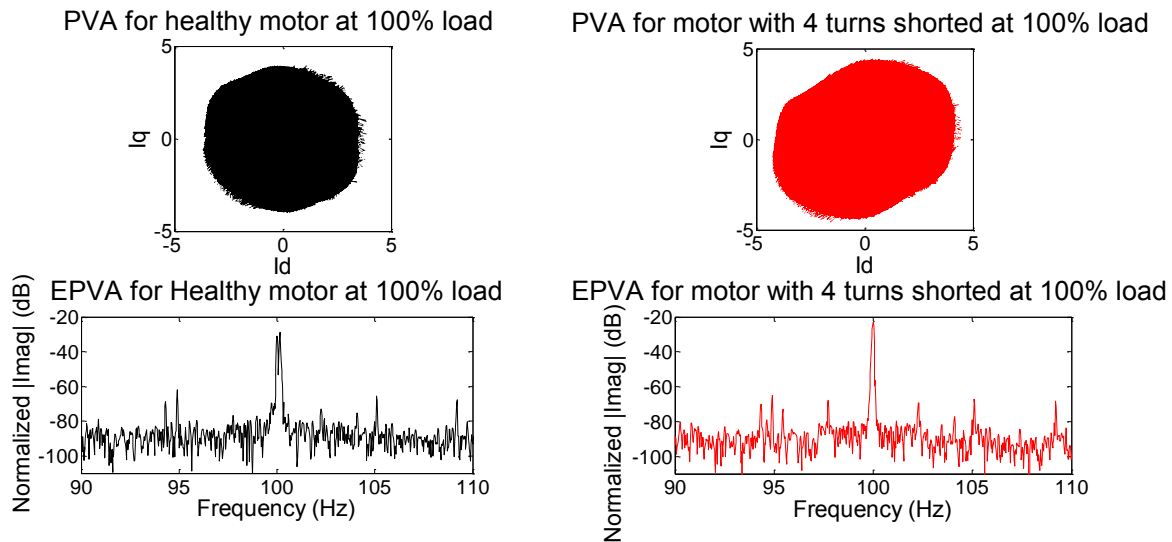 PVA for healthy motor at 100% load
5
0
-5
Iq
-5
0
5
Id
PVA for motor with 4 turns shorted at 100% load
5
0
-5
Iq
-5
0
5
Id
EPVA for Healthy motor at 100% load
Normalized |Imag| (dB)
-20
-40
-60
-80
-100
90
95
100
105
110
Frequency (Hz)
EPVA for motor with 4 turns shorted at 100% load
Normalized |Imag| (dB)
-20
-40
-60
-80
-100
90
95
100
105
110
Frequency (Hz)